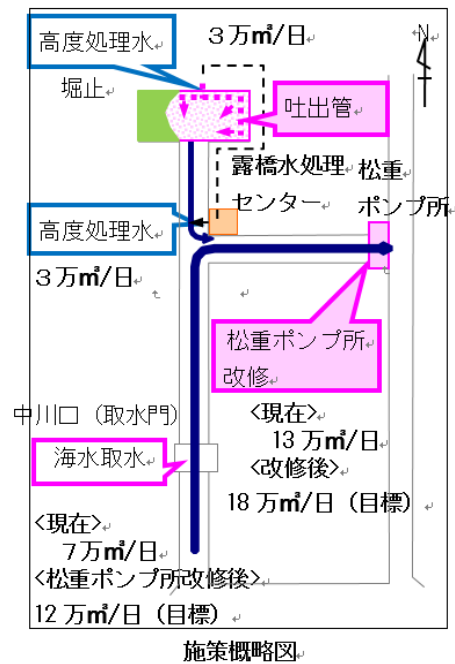 高度処理水
３万㎥/日
N
堀止
吐出管
露橋水処理
センター
松重
ポンプ所
高度処理水
３万㎥/日
松重ポンプ所
改修
中川口（取水門）
<現在>
13 万㎥/日
<改修後>
18 万㎥/日（目標）
海水取水
<現在>
7 万㎥/日
<松重ポンプ所改修後>
12 万㎥/日（目標）
施策概略図